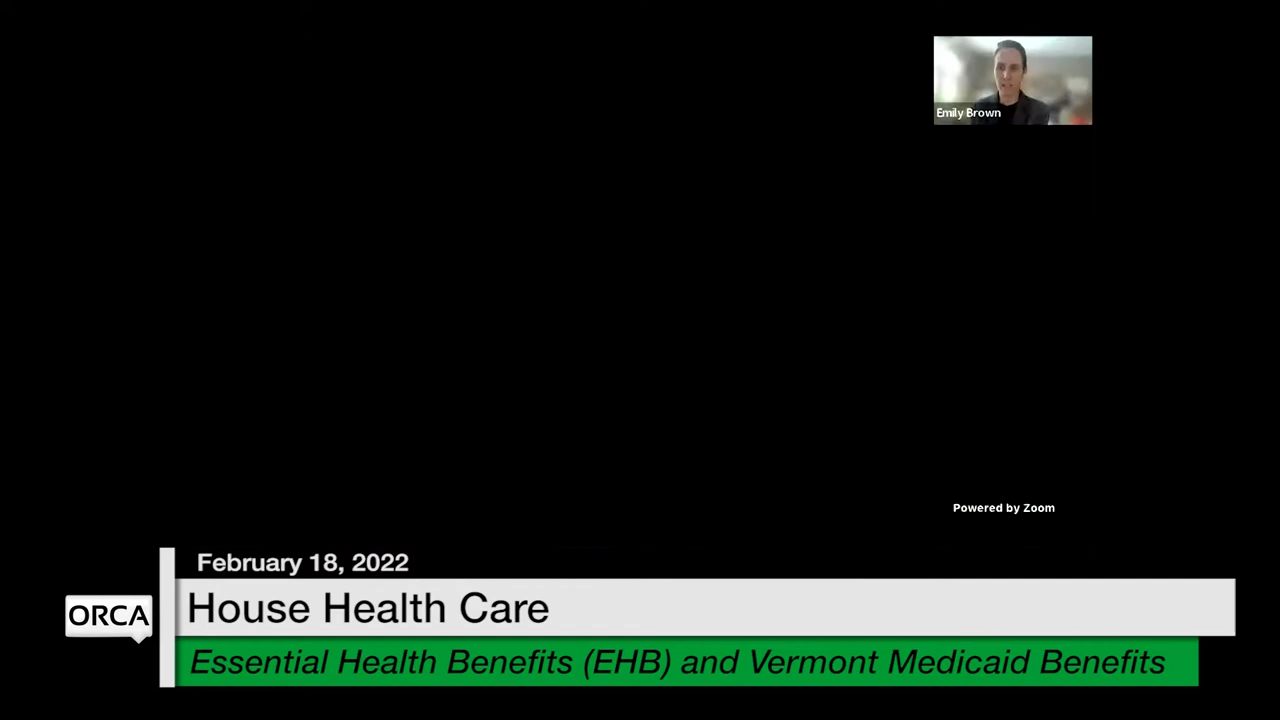 Emily Brown
Powered by Zoom
February 18, 2022
ORCA
House Health Care
Essential Health Benefits (EHB) and Vermont Medicaid Benefits